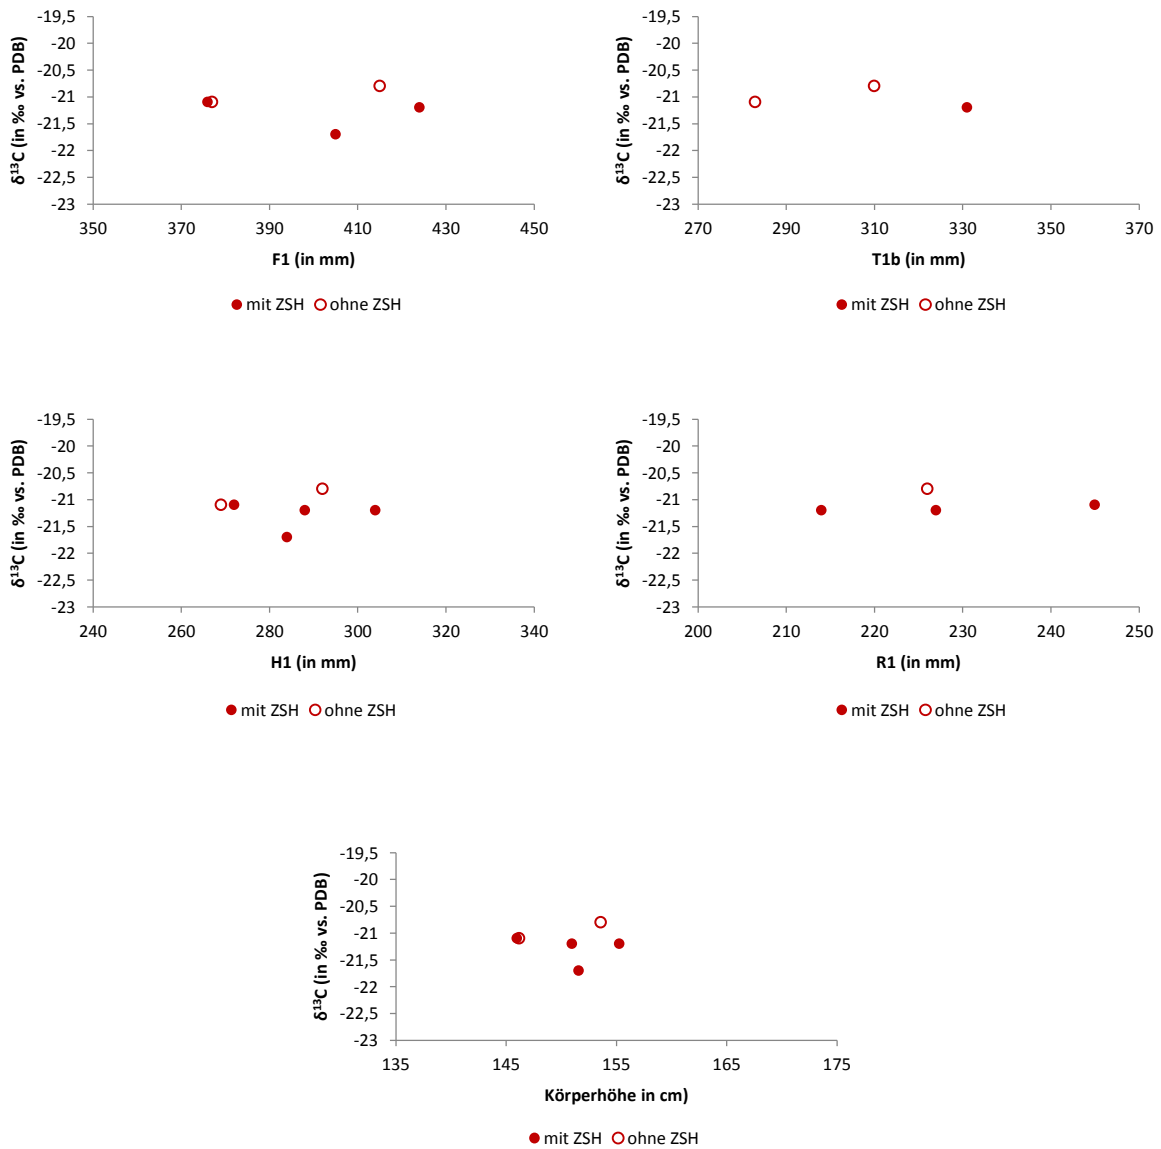 -19,5
-20
-20,5
-21
-21,5
-22
-22,5
-23
δ¹³C (in ‰ vs. PDB)
350 370 390 410 430 450
F1 (in mm)
mit ZSH ohne ZSH
-19,5
-20
-20,5
-21
-21,5
-22
-22,5
-23
δ¹³C (in ‰ vs. PDB)
270 290 310 330 350 370
T1b (in mm)
mit ZSH ohne ZSH
-19,5
-20
-20,5
-21
-21,5
-22
-22,5
-23
δ¹³C (in ‰ vs. PDB)
240 260 280 300 320 340
H1 (in mm)
mit ZSH ohne ZSH
-19,5
-20
-20,5
-21
-21,5
-22
-22,5
-23
δ¹³C (in ‰ vs. PDB)
200 210 220 230 240 250
R1 (in mm)
mit ZSH ohne ZSH
-19,5
-20
-20,5
-21
-21,5
-22
-22,5
-23
δ¹³C (in ‰ vs. PDB)
135 145 155 165 175
Körperhöhe in cm)
mit ZSH ohne ZSH